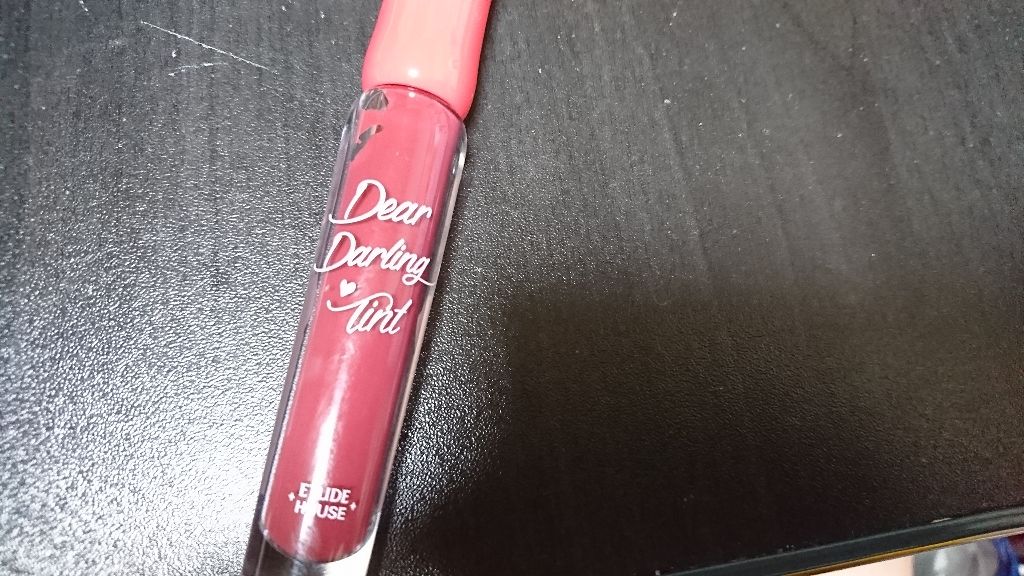 Dear
Darling
Tint
ETUDE
HOUSE